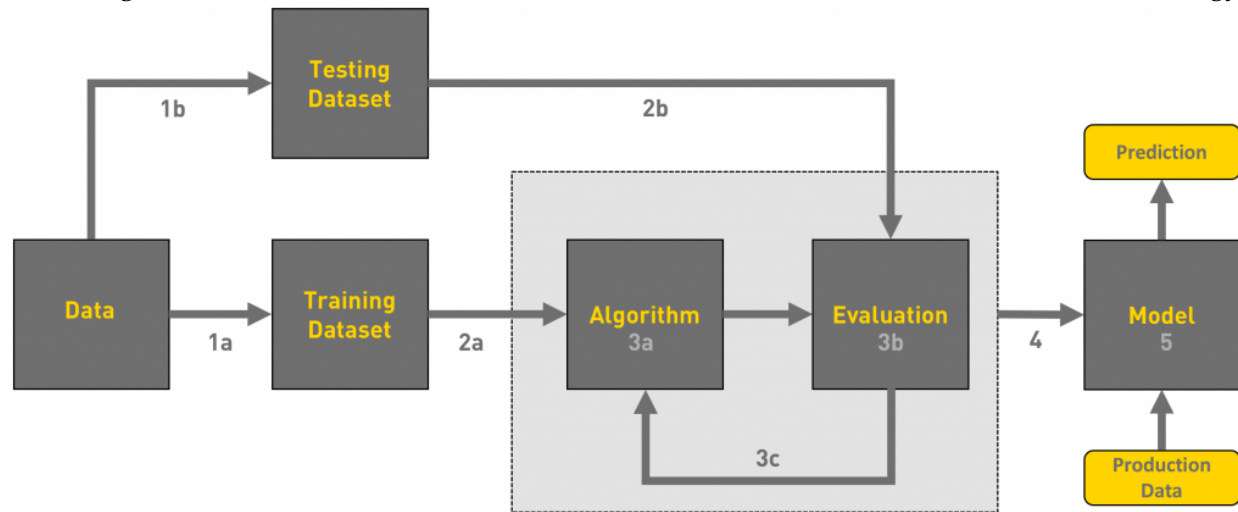 Testing
Dataset
1b
2b
Prediction
Data
Training
Dataset
Algorithm
3a
Evaluation
3b
Model
5
1a
2a
4
3c
Production
Data